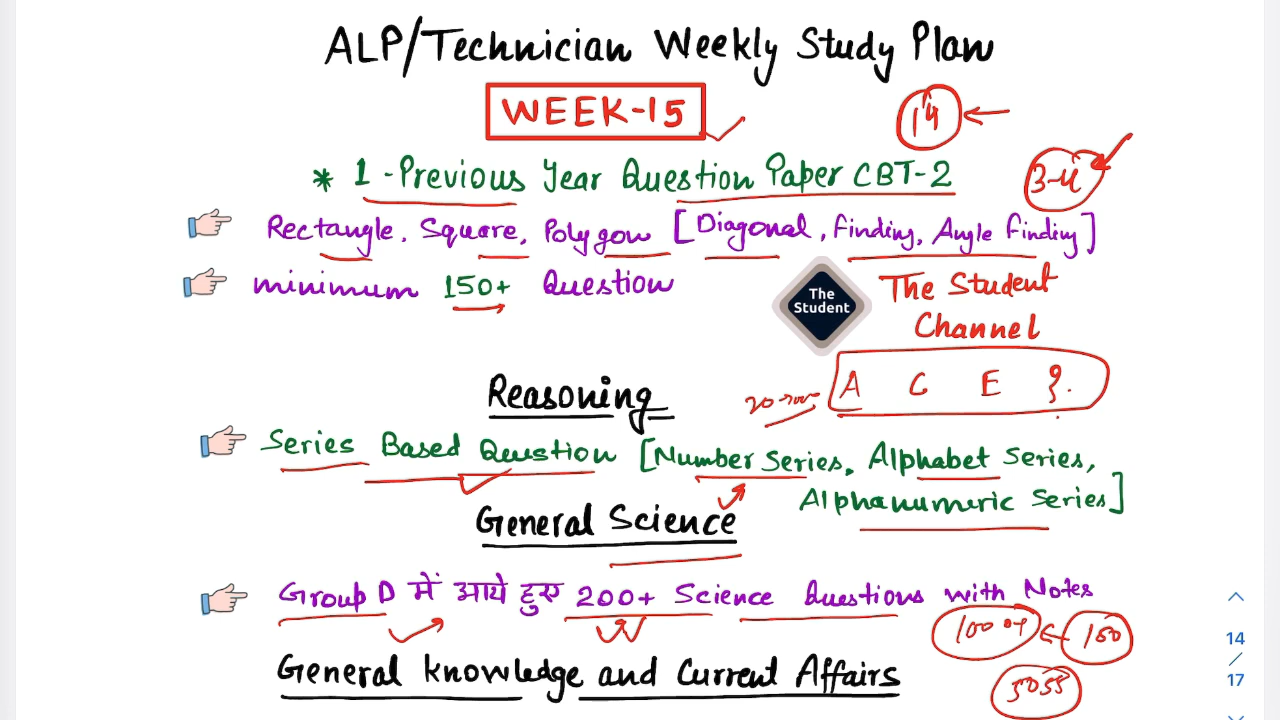 ALP/Technician Weekly Study Plan
WEEK-15
14
* 1 - Previous Year Question Paper CBT-2
3-4
Rectangle, Square, Polygon [Diagonal, Finding, Angle finding]
minimum 150+ Question
The Student
The Student Channel
A C E ?
Reasoning
Series Based Question [Number Series, Alphabet Series, Alphanumeric Series]
General Science
Group D में आये हुए 200+ Science Questions with Notes
150
General knowledge and Current Affairs
14
/
17